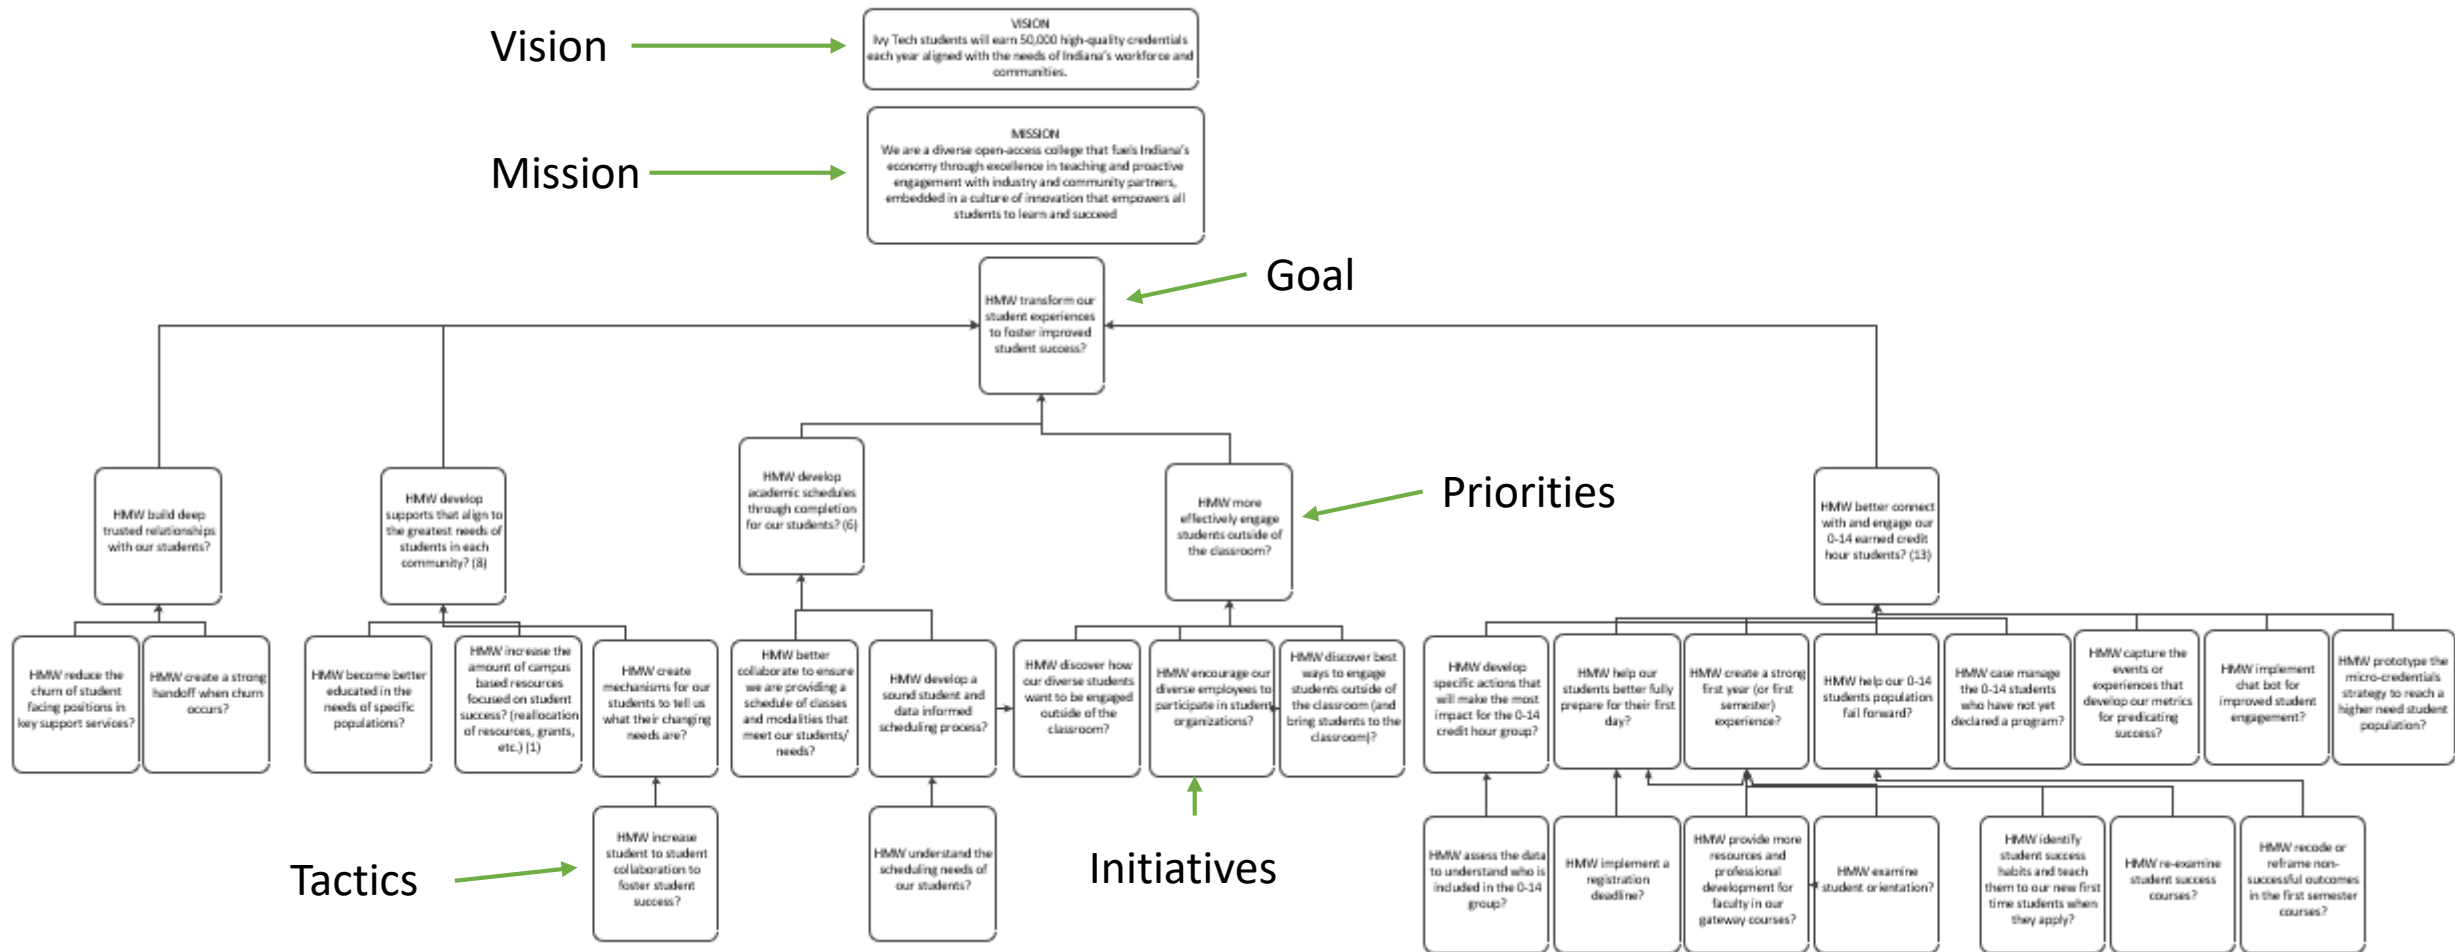 Vision
VISION
Ivy Tech students will earn 50,000 high-quality credentials
each year aligned with the needs of Indiana's workforce and
communities.
Mission
MISSION
We are a diverse open-access college that fuels Indiana's
economy through excellence in teaching and proactive
engagement with industry and community partners,
embedded in a culture of innovation that empowers all
students to learn and succeed
Goal
HMW transform our
student experiences
to foster improved
student success?
HMW build deep
trusted relationships
with our students?
HMW develop
supports that align to
the greatest needs of
students in each
community? (8)
HMW develop
academic schedules
through completion
for our students? (6)
HMW more
effectively engage
students outside of
the classroom?
Priorities
HMW better connect
with and engage our
0-14 earned credit
hour students? (13)
HMW reduce the
churn of student
facing positions in
key support services?
HMW create a strong
handoff when churn
occurs?
HMW become better
educated in the
needs of specific
populations?
HMW increase the
amount of campus
based resources
focused on student
success? (reallocation
of resources, grants,
etc.) (1)
HMW create
mechanisms for our
students to tell us
what their changing
needs are?
HMW better
collaborate to ensure
we are providing a
schedule of classes
and modalities that
meet our students/
needs?
HMW develop a
sound student and
data informed
scheduling process?
HMW discover how
our diverse students
want to be engaged
outside of the
classroom?
HMW encourage our
diverse employees to
participate in student
organizations?
HMW discover best
ways to engage
students outside of
the classroom (and
bring students to the
classroom)?
HMW develop
specific actions that
will make the most
impact for the 0-14
credit hour group?
HMW help our
students better fully
prepare for their first
day?
HMW create a strong
first year (or first
semester)
experience?
HMW help our 0-14
students population
fail forward?
HMW case manage
the 0-14 students
who have not yet
declared a program?
HMW capture the
events or
experiences that
develop our metrics
for predicating
success?
HMW implement
chat bot for
improved student
engagement?
HMW prototype the
micro-credentials
strategy to reach a
higher need student
population?
Tactics
HMW increase
student to student
collaboration to
foster student
success?
HMW understand the
scheduling needs of
our students?
Initiatives
HMW assess the data
to understand who is
included in the 0-14
group?
HMW implement a
registration
deadline?
HMW provide more
resources and
professional
development for
faculty in our
gateway courses?
HMW examine
student orientation?
HMW identify
student success
habits and teach
them to our new first
time students when
they apply?
HMW re-examine
student success
courses?
HMW recode or
reframe non-
successful outcomes
in the first semester
courses?